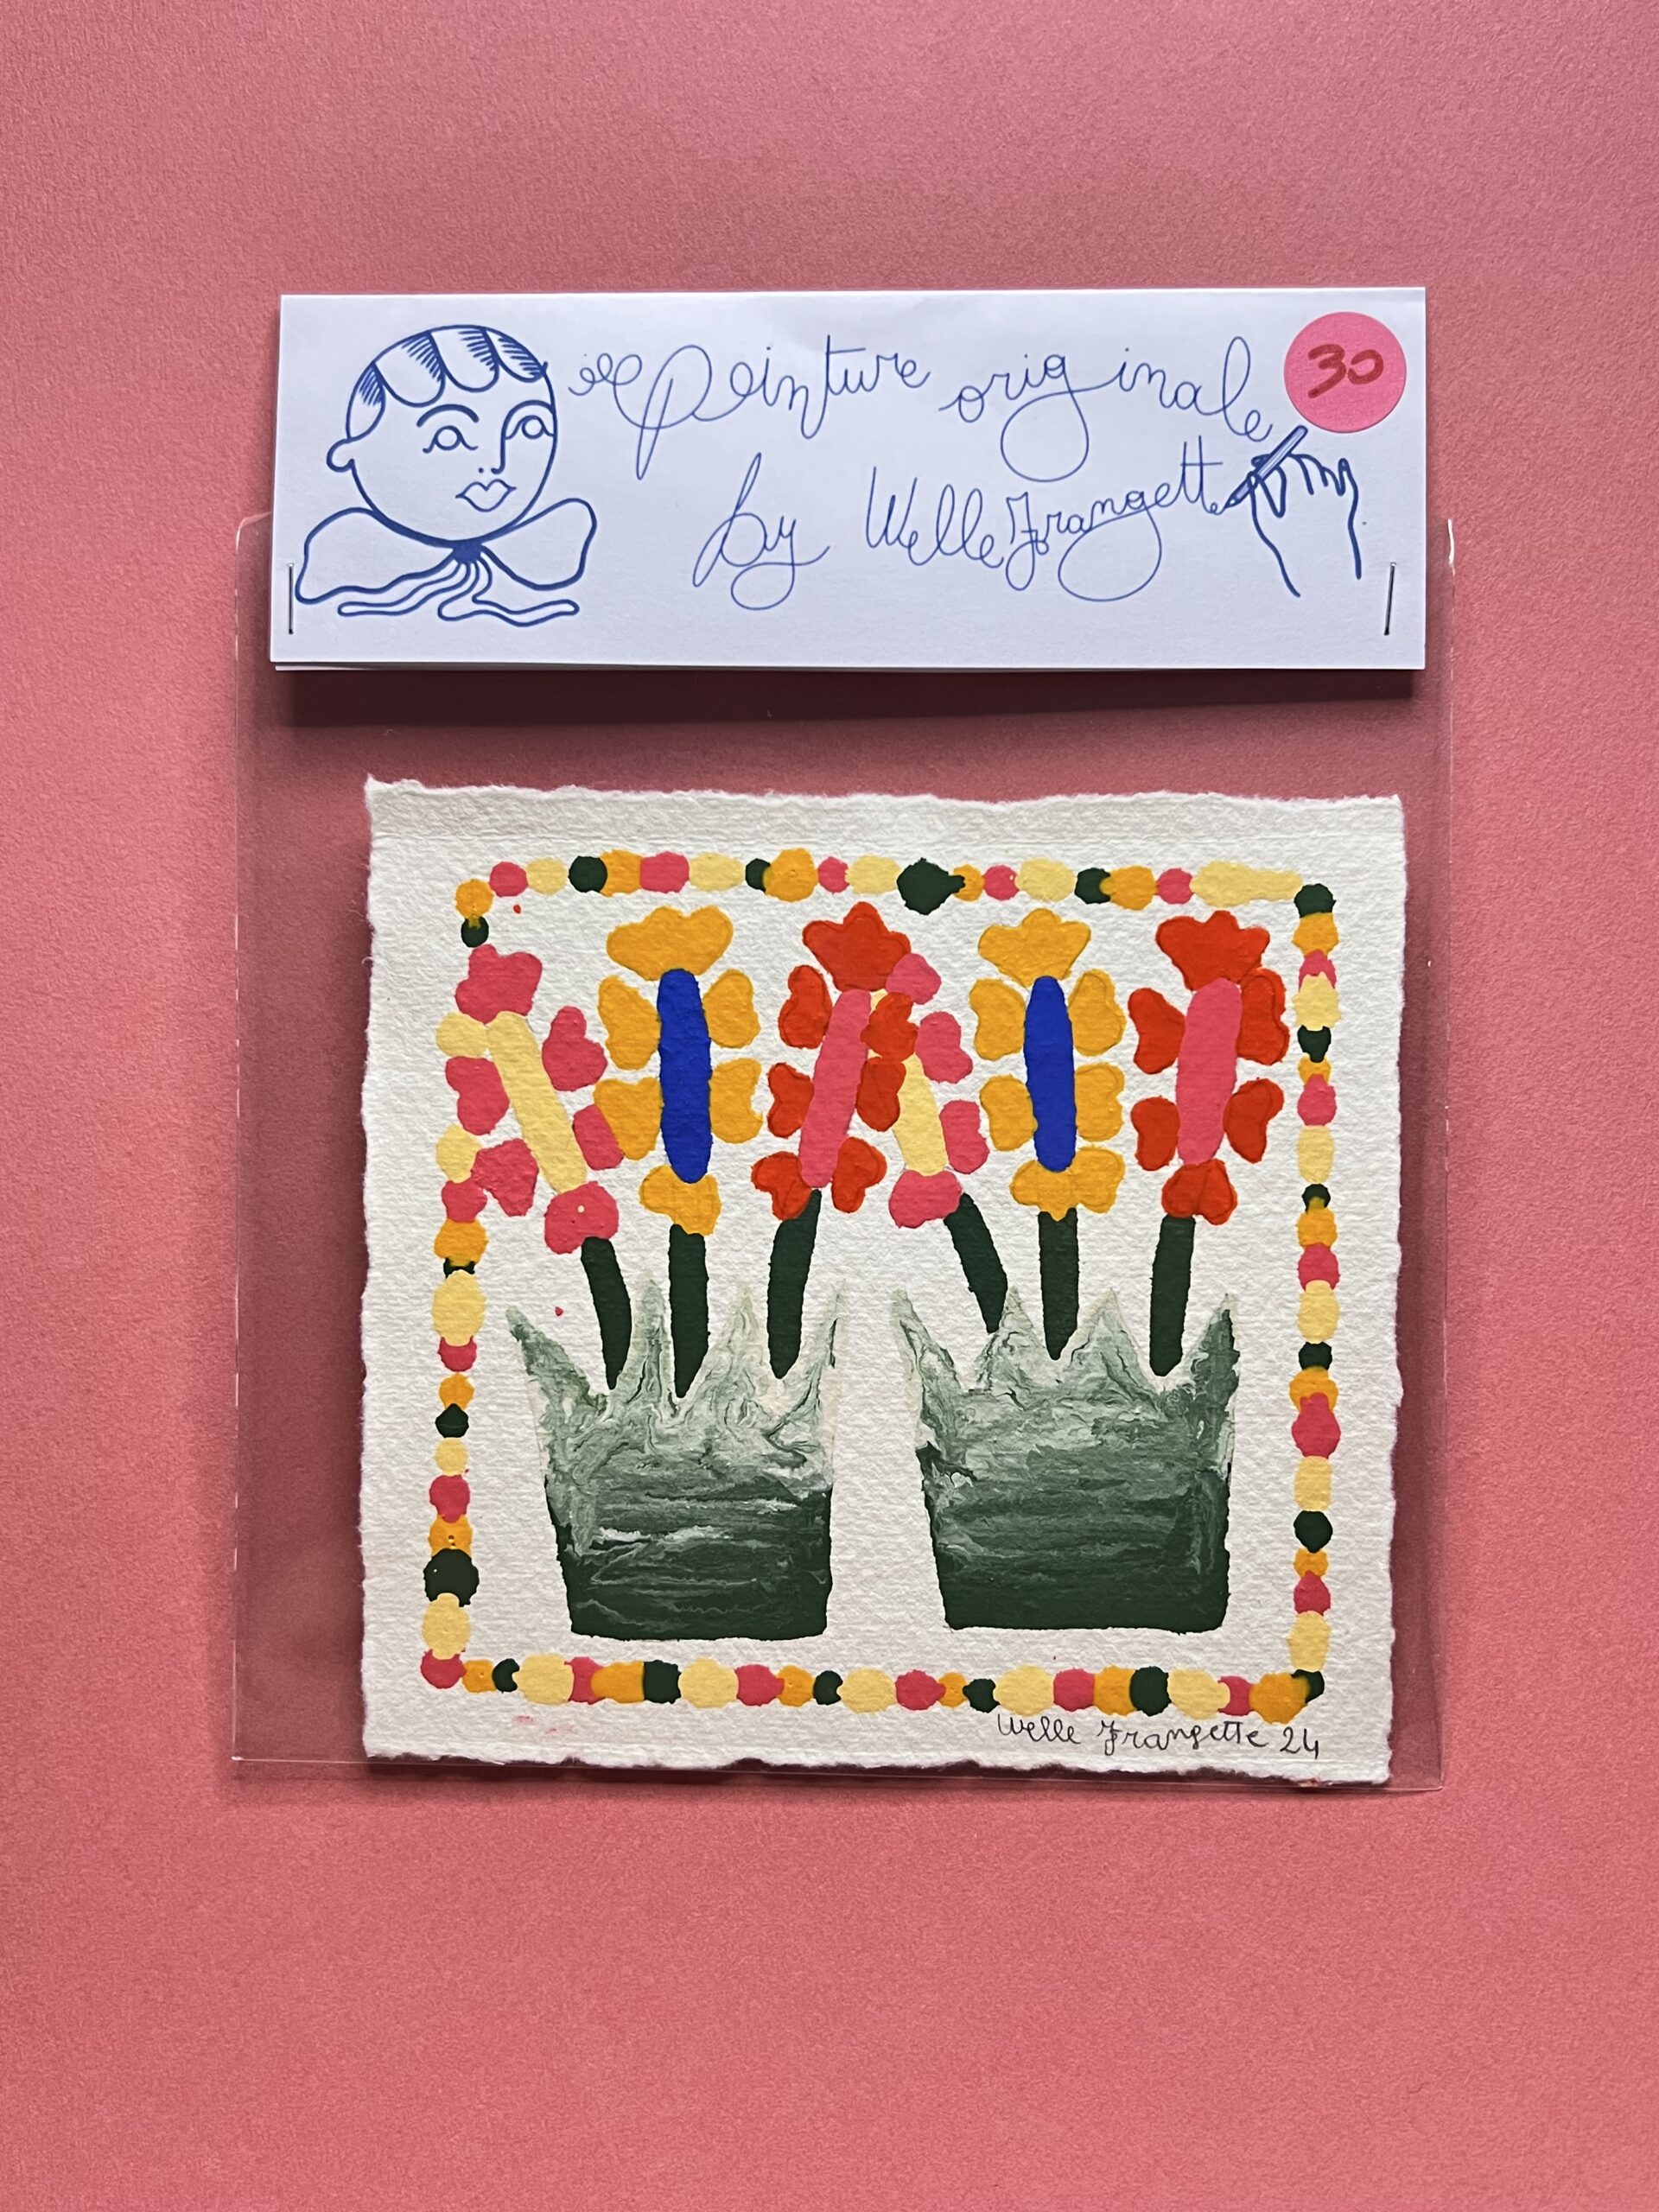 Peinture originale
30
by Welle Frangette
Welle Frangette 24